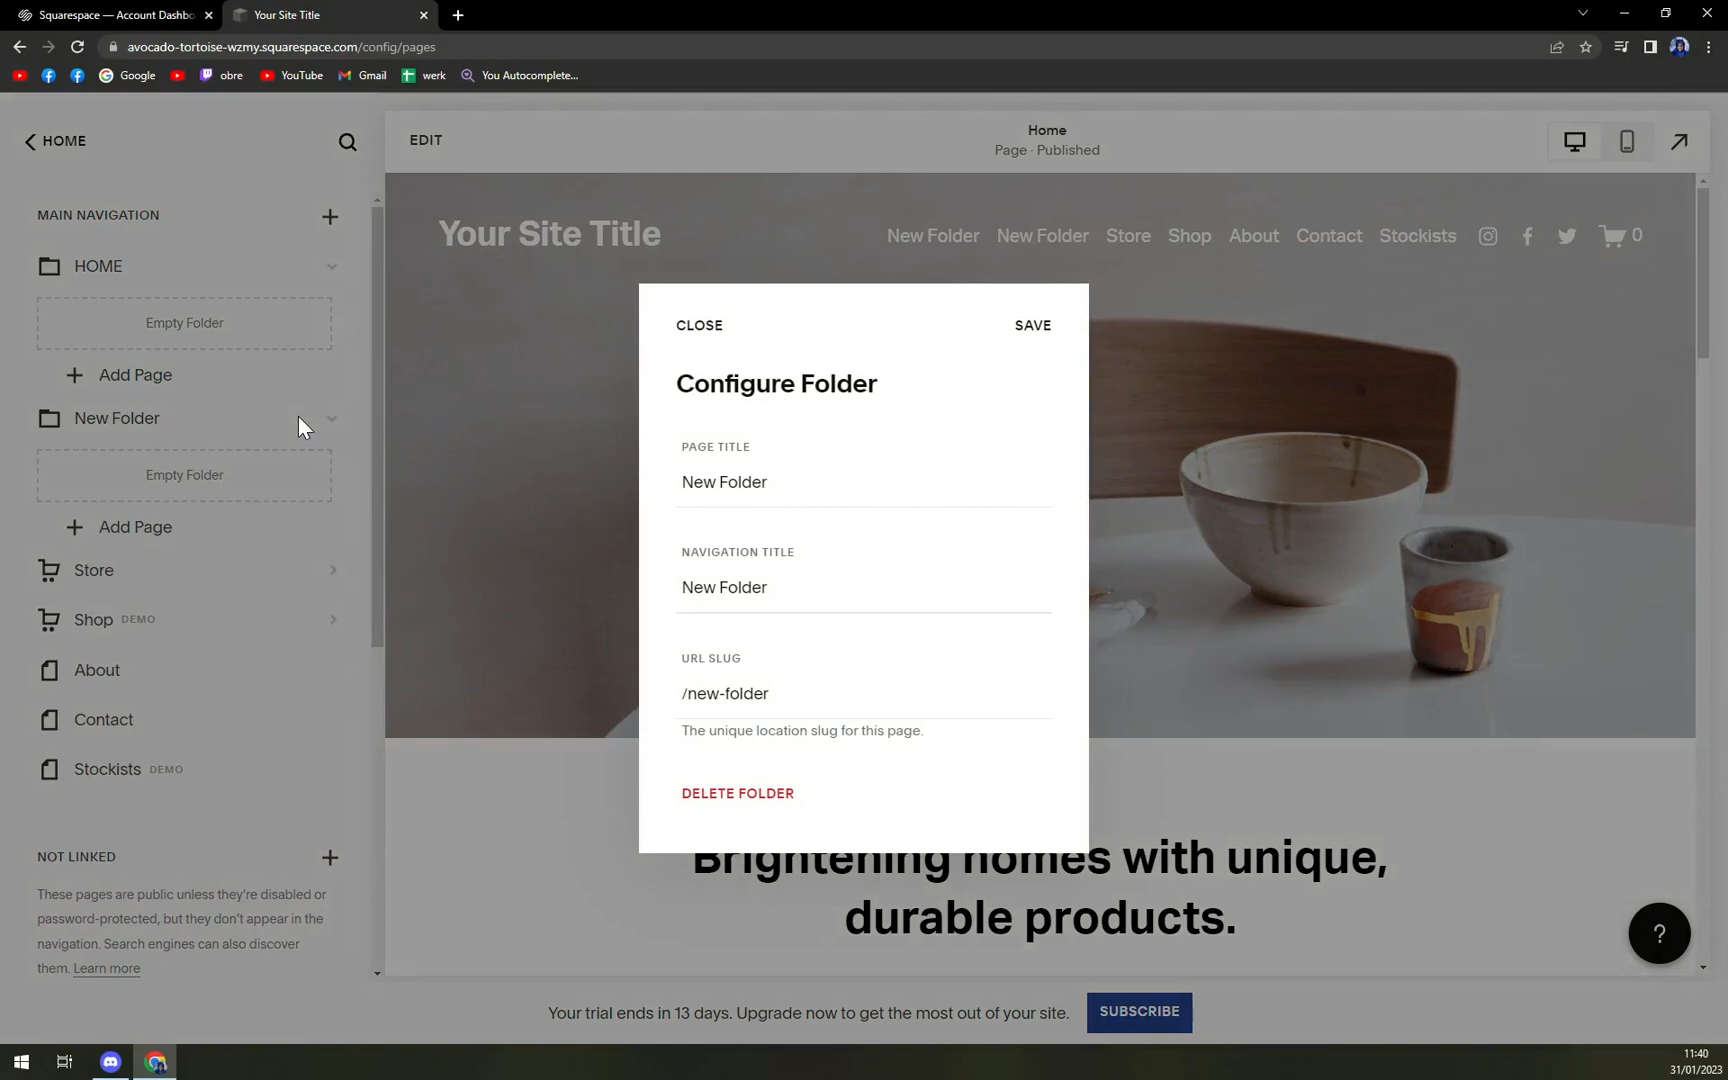 Squarespace — Account Dashbo
Your Site Title
avocado-tortoise-wzmy.squarespace.com/config/pages
Google
obre
YouTube
Gmail
werk
You Autocomplete...
HOME
EDIT
Home
Page · Published
MAIN NAVIGATION
HOME
Empty Folder
Add Page
New Folder
Empty Folder
Add Page
Store
Shop DEMO
About
Contact
Stockists DEMO
NOT LINKED
These pages are public unless they're disabled or
password-protected, but they don't appear in the
navigation. Search engines can also discover
them. Learn more
Your Site Title
New Folder New Folder Store Shop About Contact Stockists 0
CLOSE
SAVE
Configure Folder
PAGE TITLE
New Folder
NAVIGATION TITLE
New Folder
URL SLUG
/new-folder
The unique location slug for this page.
DELETE FOLDER
Brightening homes with unique,
durable products.
?
Your trial ends in 13 days. Upgrade now to get the most out of your site.
SUBSCRIBE
11:40
31/01/2023